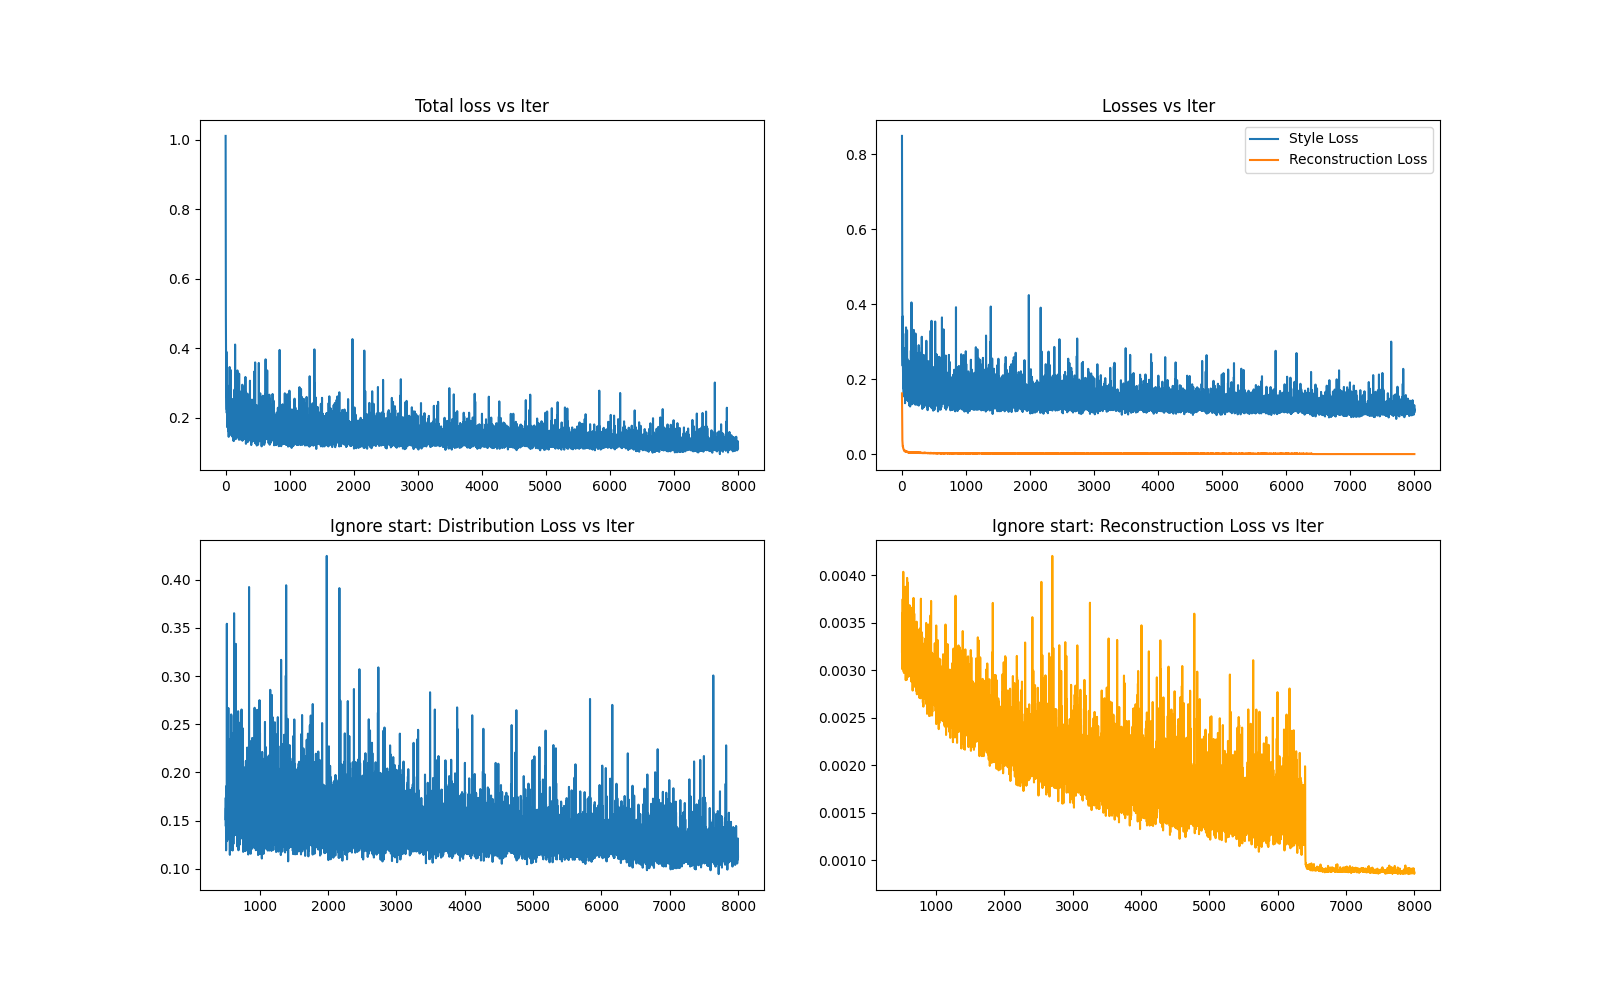 Total loss vs Iter
1.0
0.8
0.6
0.4
0.2
0 1000 2000 3000 4000 5000 6000 7000 8000
Losses vs Iter
Style Loss
Reconstruction Loss
0.8
0.6
0.4
0.2
0.0
0 1000 2000 3000 4000 5000 6000 7000 8000
Ignore start: Distribution Loss vs Iter
0.40
0.35
0.30
0.25
0.20
0.15
0.10
1000 2000 3000 4000 5000 6000 7000 8000
Ignore start: Reconstruction Loss vs Iter
0.0040
0.0035
0.0030
0.0025
0.0020
0.0015
0.0010
1000 2000 3000 4000 5000 6000 7000 8000